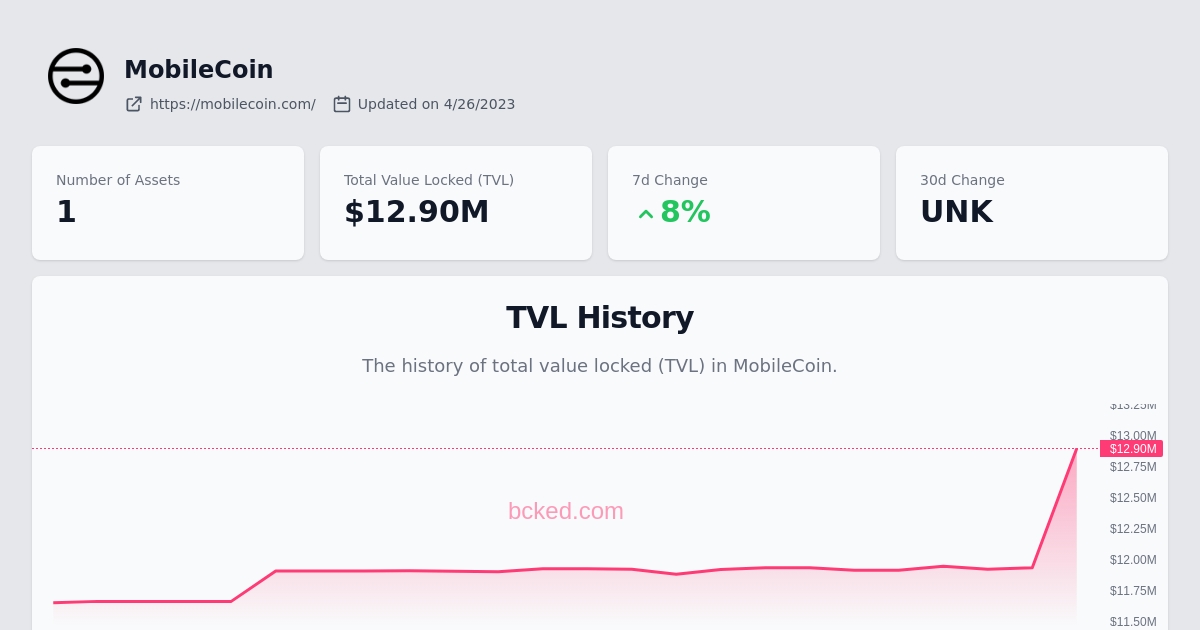 MobileCoin
https://mobilecoin.com/ Updated on 4/26/2023
Number of Assets
1
Total Value Locked (TVL)
$12.90M
7d Change
8%
30d Change
UNK
TVL History
The history of total value locked (TVL) in MobileCoin.
$13.25M
$13.00M
$12.90M
$12.75M
bcked.com
$12.50M
$12.25M
$12.00M
$11.75M
$11.50M